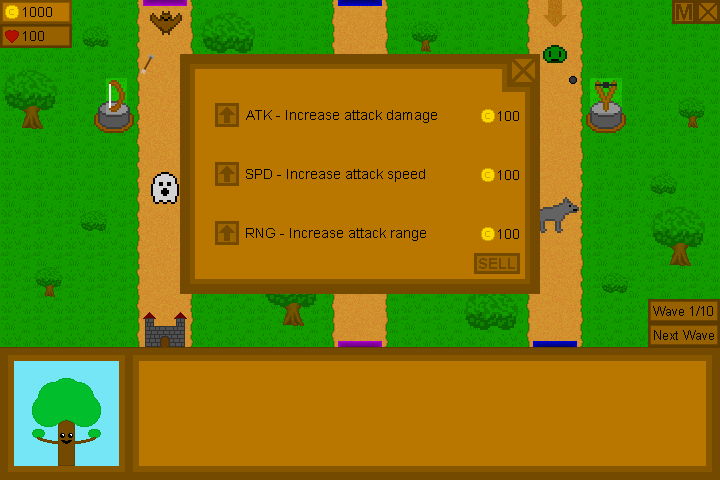 1000
100
M
ATK - Increase attack damage
100
SPD - Increase attack speed
100
RNG - Increase attack range
100
SELL
Wave 1/10
Next Wave